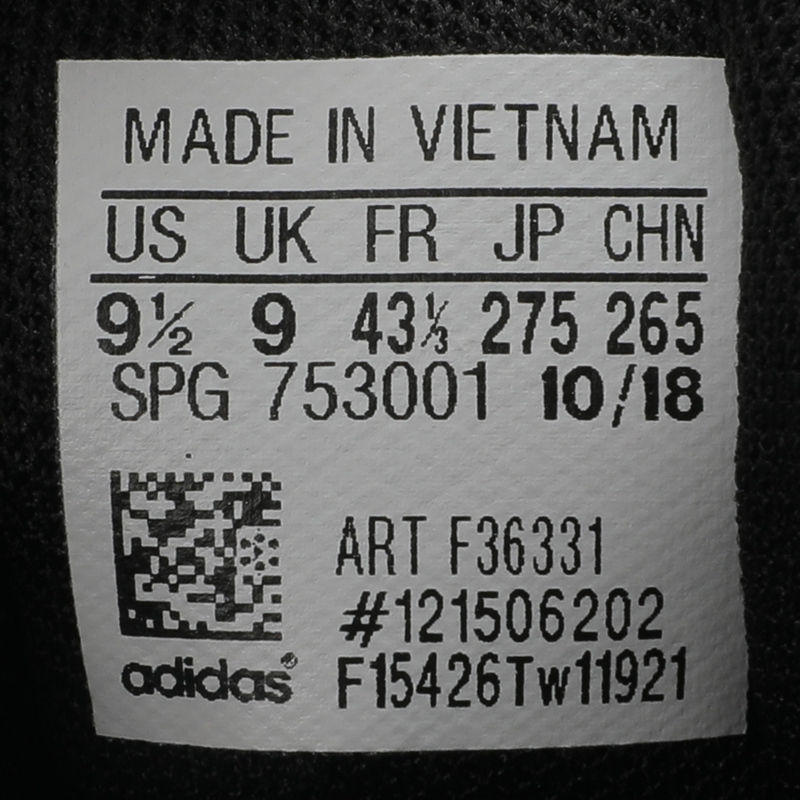 MADE IN VIETNAM
US UK FR JP CHN
9½ 9 43⅓ 275 265
SPG 753001 10/18
ART F36331
#121506202
adidas® F15426Tw11921